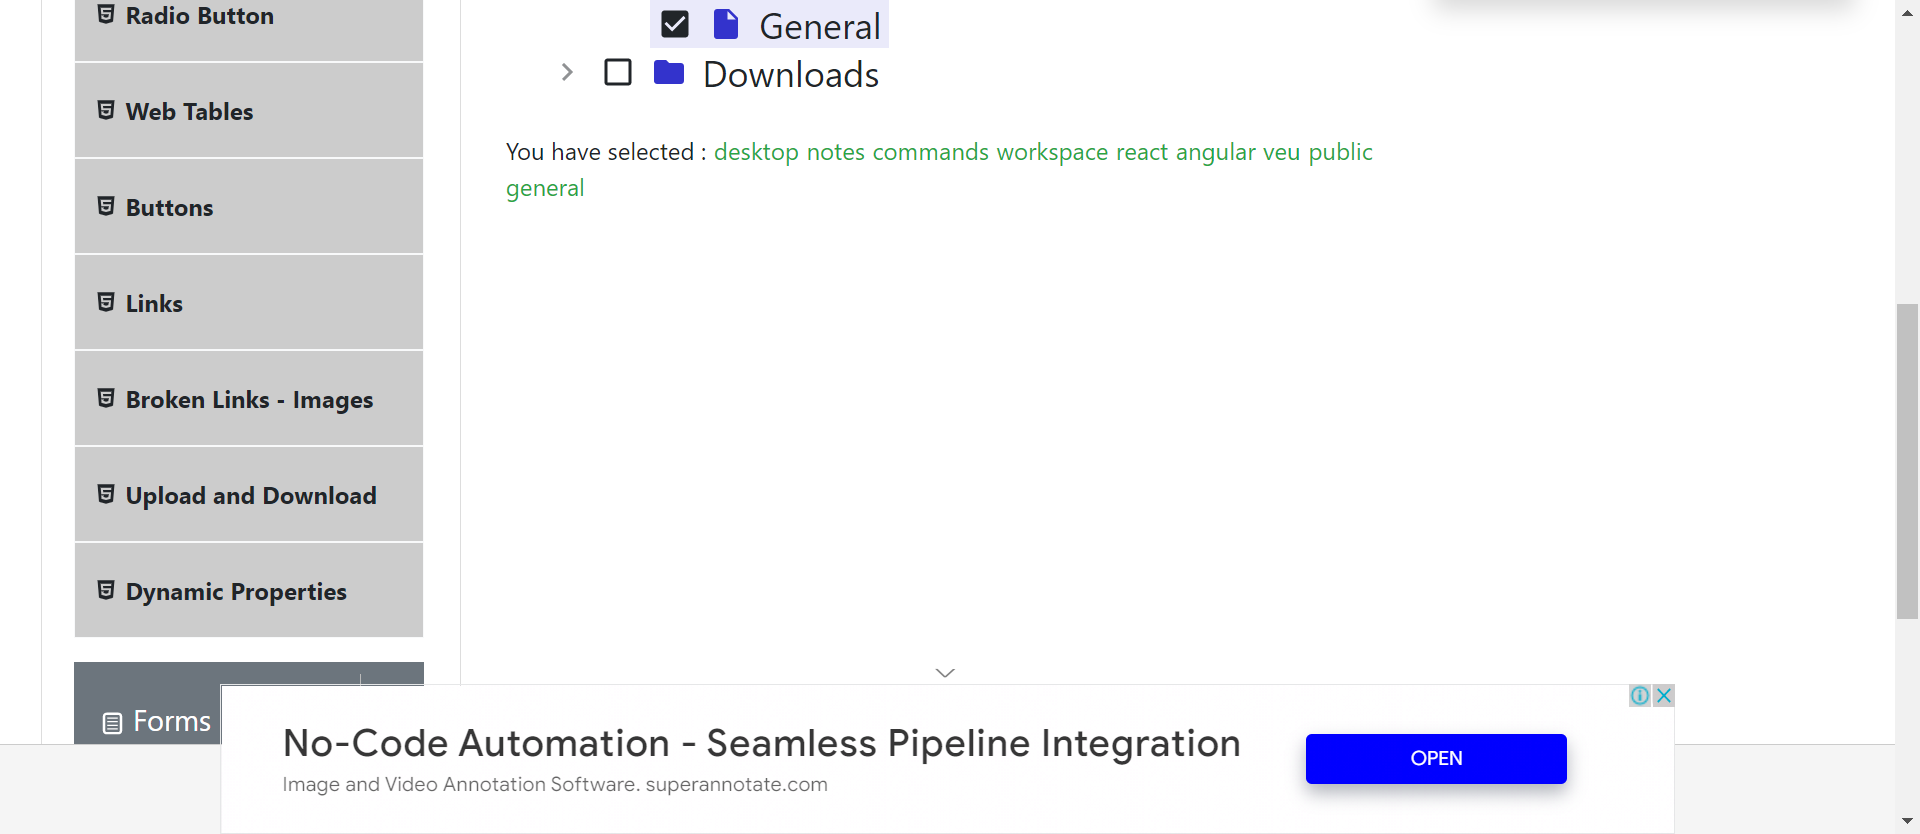 Radio Button
Web Tables
Buttons
Links
Broken Links - Images
Upload and Download
Dynamic Properties
Forms
General
Downloads
You have selected : desktop notes commands workspace react angular veu public
general
No-Code Automation - Seamless Pipeline Integration
Image and Video Annotation Software. superannotate.com
OPEN